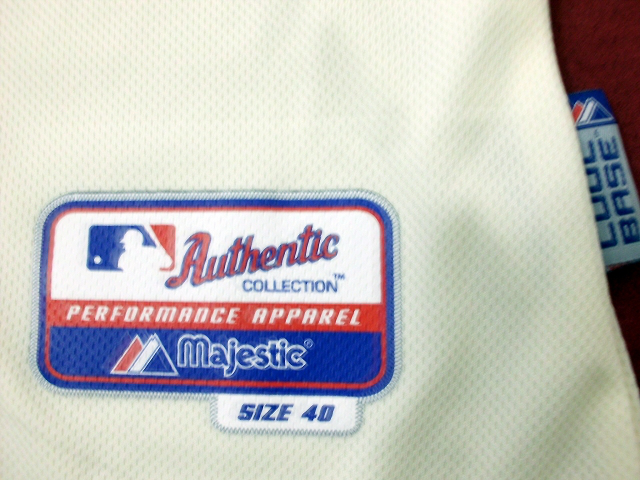 Authentic
COLLECTION™
PERFORMANCE APPAREL
Majestic®
SIZE 40
COOL
BASE